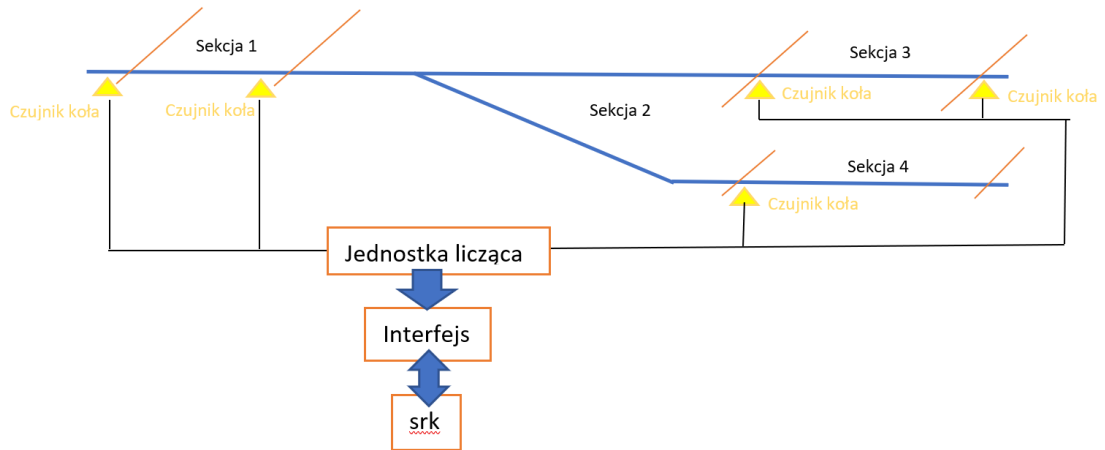 Sekcja 1
Sekcja 3
Czujnik koła
Czujnik koła
Czujnik koła
Czujnik koła
Sekcja 2
Sekcja 4
Czujnik koła
Jednostka licząca
Interfejs
srk